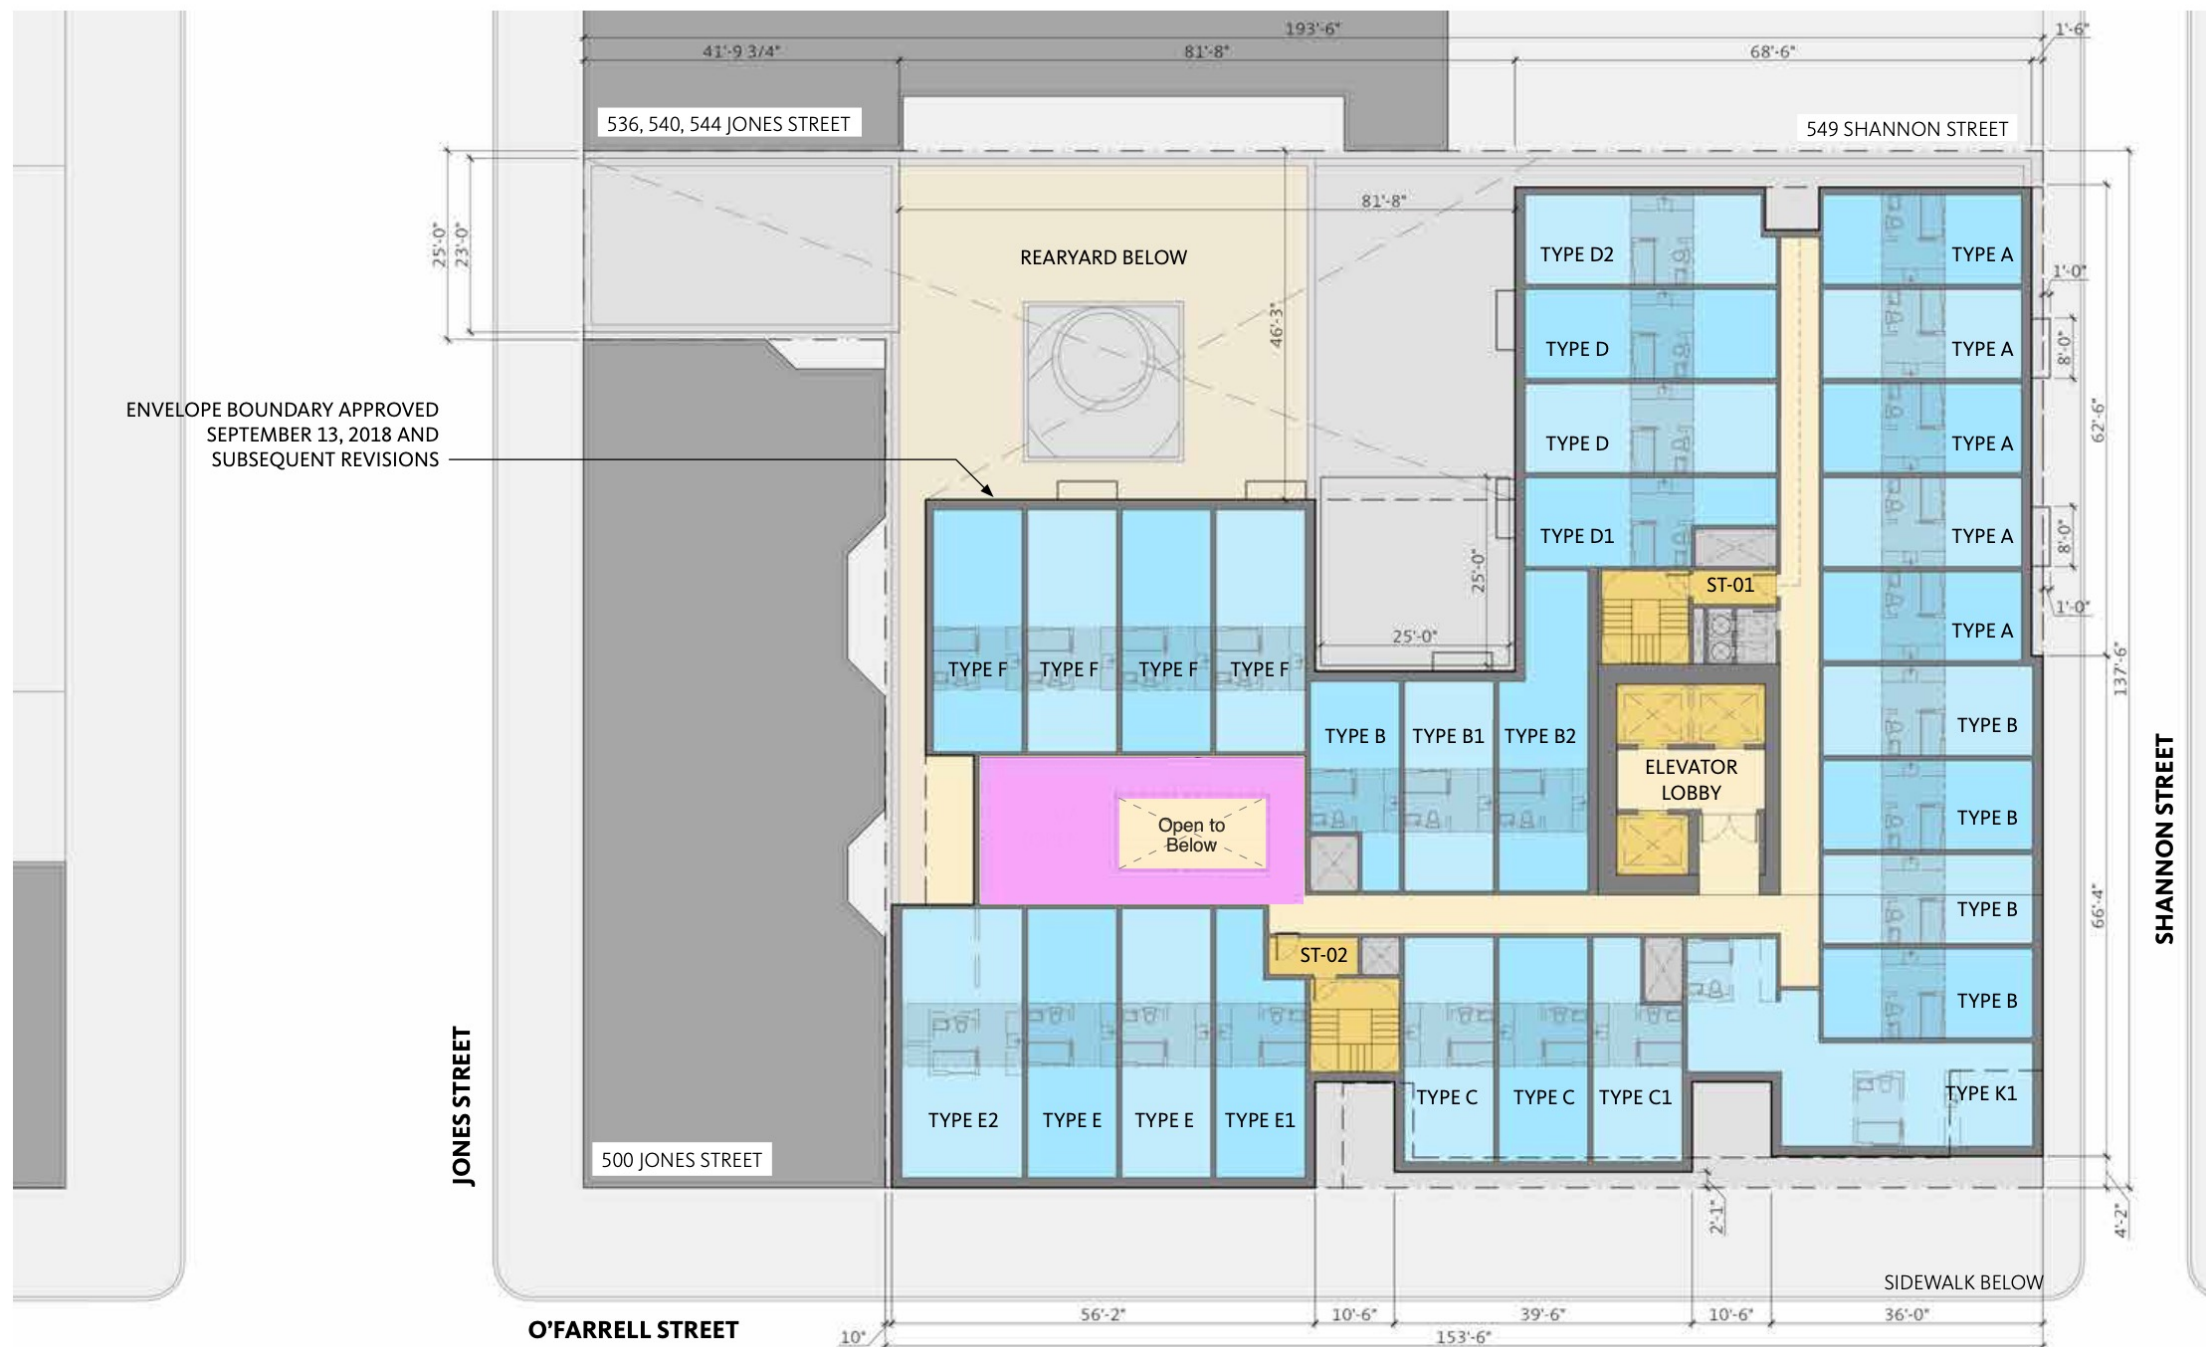 193'-6"
1'-6"
41'-9 3/4"
81'-8"
68'-6"
536, 540, 544 JONES STREET
549 SHANNON STREET
25'-0"
23'-0"
81'-8"
46'-3"
REARYARD BELOW
TYPE D2
TYPE A
1'-0"
TYPE D
TYPE A
8'-0"
ENVELOPE BOUNDARY APPROVED
SEPTEMBER 13, 2018 AND
SUBSEQUENT REVISIONS
TYPE D
TYPE A
62'-6"
TYPE D1
TYPE A
8'-0"
25'-0"
ST-01
1'-0"
25'-0"
TYPE A
137'-6"
TYPE F
TYPE F
TYPE F
TYPE F
TYPE B
TYPE B1
TYPE B2
TYPE B
ELEVATOR
LOBBY
Open to
Below
TYPE B
SHANNON STREET
66'-4"
TYPE B
ST-02
TYPE B
JONES STREET
TYPE E2
TYPE E
TYPE E
TYPE E1
TYPE C
TYPE C
TYPE C1
TYPE K1
500 JONES STREET
2'-1"
4'-2"
SIDEWALK BELOW
56'-2"
10'-6"
39'-6"
10'-6"
36'-0"
O'FARRELL STREET
10"
153'-6"